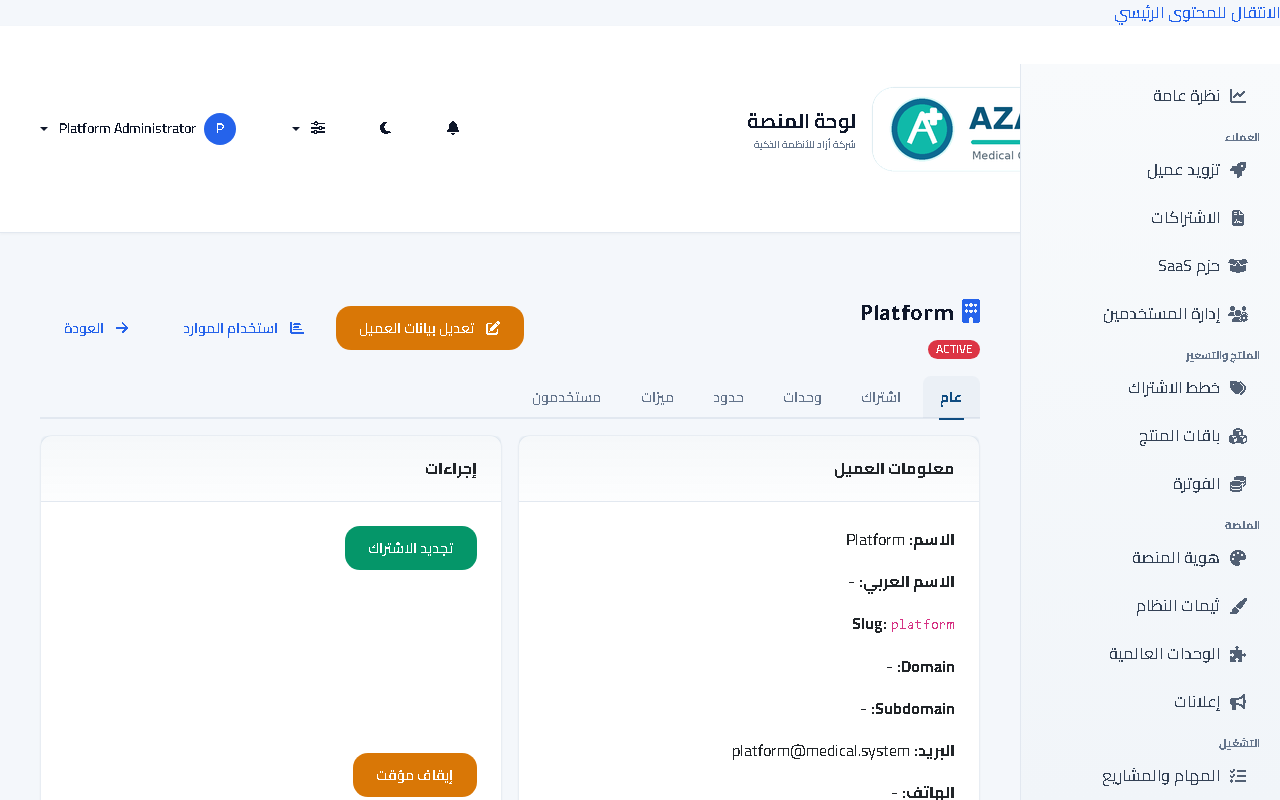 الانتقال للمحتوى الرئيسي
نظرة عامة
العملاء
تزويد عميل
الاشتراكات
حزم SaaS
إدارة المستخدمين
المنتج والتسعير
خطط الاشتراك
باقات المنتج
الفوترة
المنصة
هوية المنصة
ثيمات النظام
الوحدات العالمية
إعلانات
التشغيل
المهام والمشاريع
AZA
Medical
لوحة المنصة
شركة أزاد للأنظمة الذكية
P
Platform Administrator
Platform
ACTIVE
تعديل بيانات العميل
استخدام الموارد
العودة
عام
اشتراك
وحدات
حدود
ميزات
مستخدمون
معلومات العميل
الاسم: Platform
الاسم العربي: -
Slug: platform
Domain: -
Subdomain: -
البريد: platform@medical.system
الهاتف: -
إجراءات
تجديد الاشتراك
إيقاف مؤقت